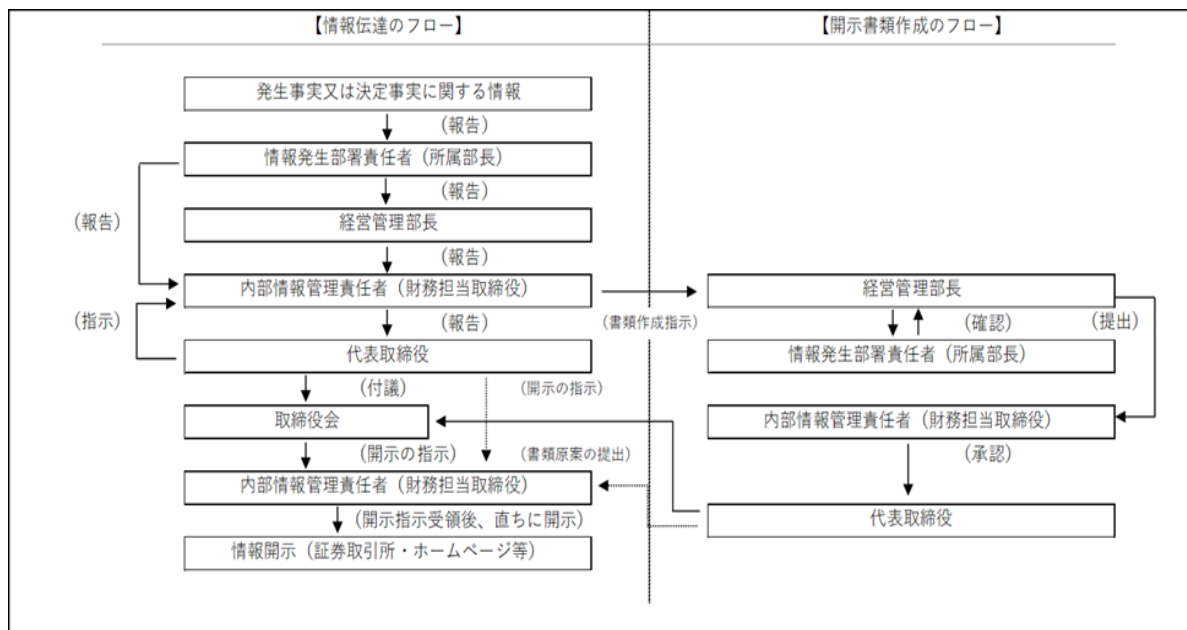 【情報伝達のフロー】
【開示書類作成のフロー】
発生事実又は決定事実に関する情報
(報告)
情報発生部署責任者（所属部長）
(報告)
(報告)
経営管理部長
(報告)
内部情報管理責任者（財務担当取締役）
経営管理部長
(指示)
(報告)
(書類作成指示)
(確認)
(提出)
代表取締役
情報発生部署責任者（所属部長）
(付議)
(開示の指示)
取締役会
内部情報管理責任者（財務担当取締役）
(開示の指示)
(書類原案の提出)
(承認)
内部情報管理責任者（財務担当取締役）
代表取締役
(開示指示受領後、直ちに開示)
情報開示（証券取引所・ホームページ等）